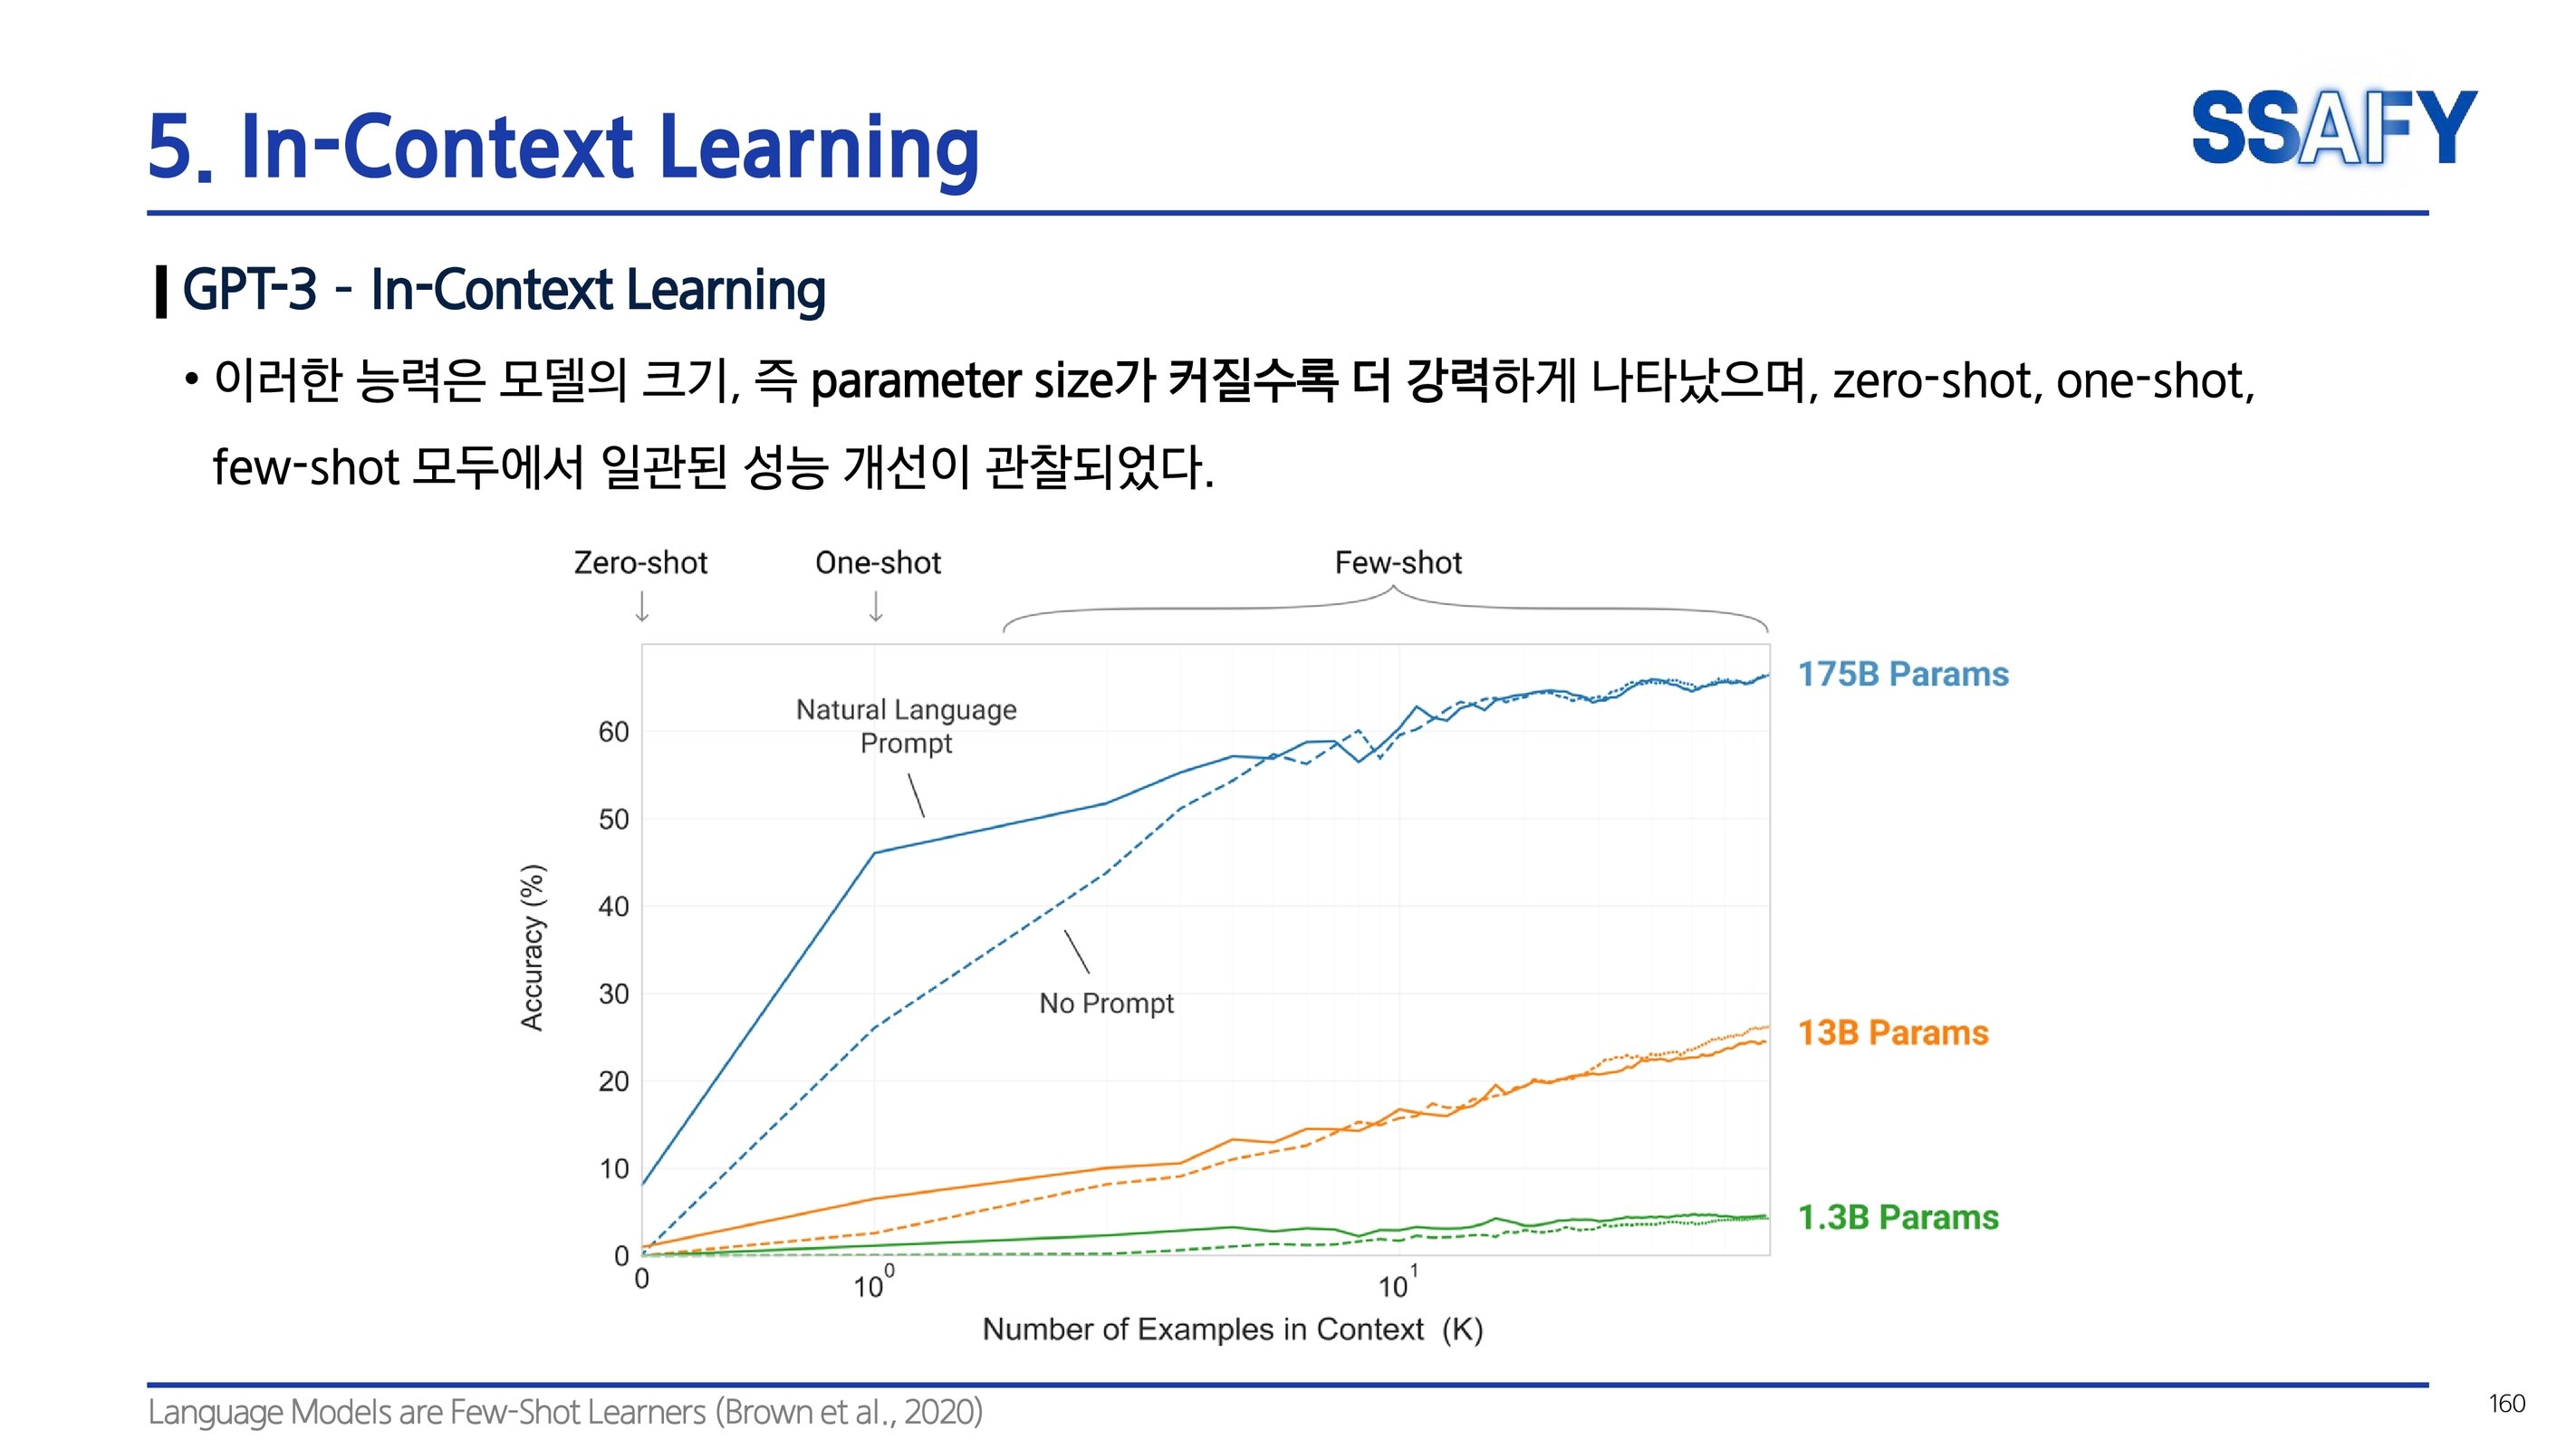 5. In-Context Learning
SSAFY
GPT-3 - In-Context Learning
• 이러한 능력은 모델의 크기, 즉 parameter size가 커질수록 더 강력하게 나타났으며, zero-shot, one-shot,
few-shot 모두에서 일관된 성능 개선이 관찰되었다.
Zero-shot
One-shot
Few-shot
175B Params
Natural Language
Prompt
60
50
40
30
20
10
0
Accuracy (%)
No Prompt
13B Params
1.3B Params
0
10⁰
10¹
Number of Examples in Context (K)
Language Models are Few-Shot Learners (Brown et al., 2020)
160